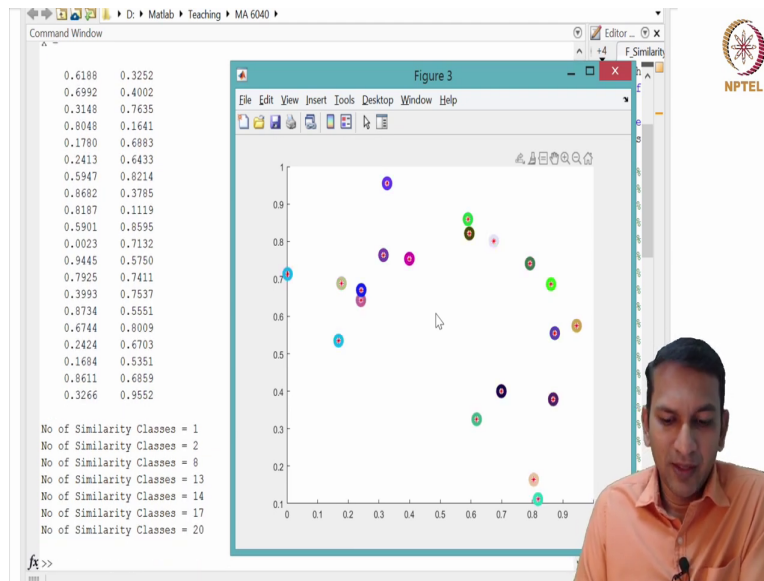 D: ▸ Matlab ▸ Teaching ▸ MA 6040 ▸
Command Window
Editor ...
+4 F_Similarity
0.6188 0.3252
0.6992 0.4002
0.3148 0.7635
0.8048 0.1641
0.1780 0.6883
0.2413 0.6433
0.5947 0.8214
0.8682 0.3785
0.8187 0.1119
0.5901 0.8595
0.0023 0.7132
0.9445 0.5750
0.7925 0.7411
0.3993 0.7537
0.8734 0.5551
0.6744 0.8009
0.2424 0.6703
0.1684 0.5351
0.8611 0.6859
0.3266 0.9552
No of Similarity Classes = 1
No of Similarity Classes = 2
No of Similarity Classes = 8
No of Similarity Classes = 13
No of Similarity Classes = 14
No of Similarity Classes = 17
No of Similarity Classes = 20
fx >>
Figure 3
File Edit View Insert Tools Desktop Window Help
1
0.9
0.8
0.7
0.6
0.5
0.4
0.3
0.2
0.1
0 0.1 0.2 0.3 0.4 0.5 0.6 0.7 0.8 0.9
NPTEL